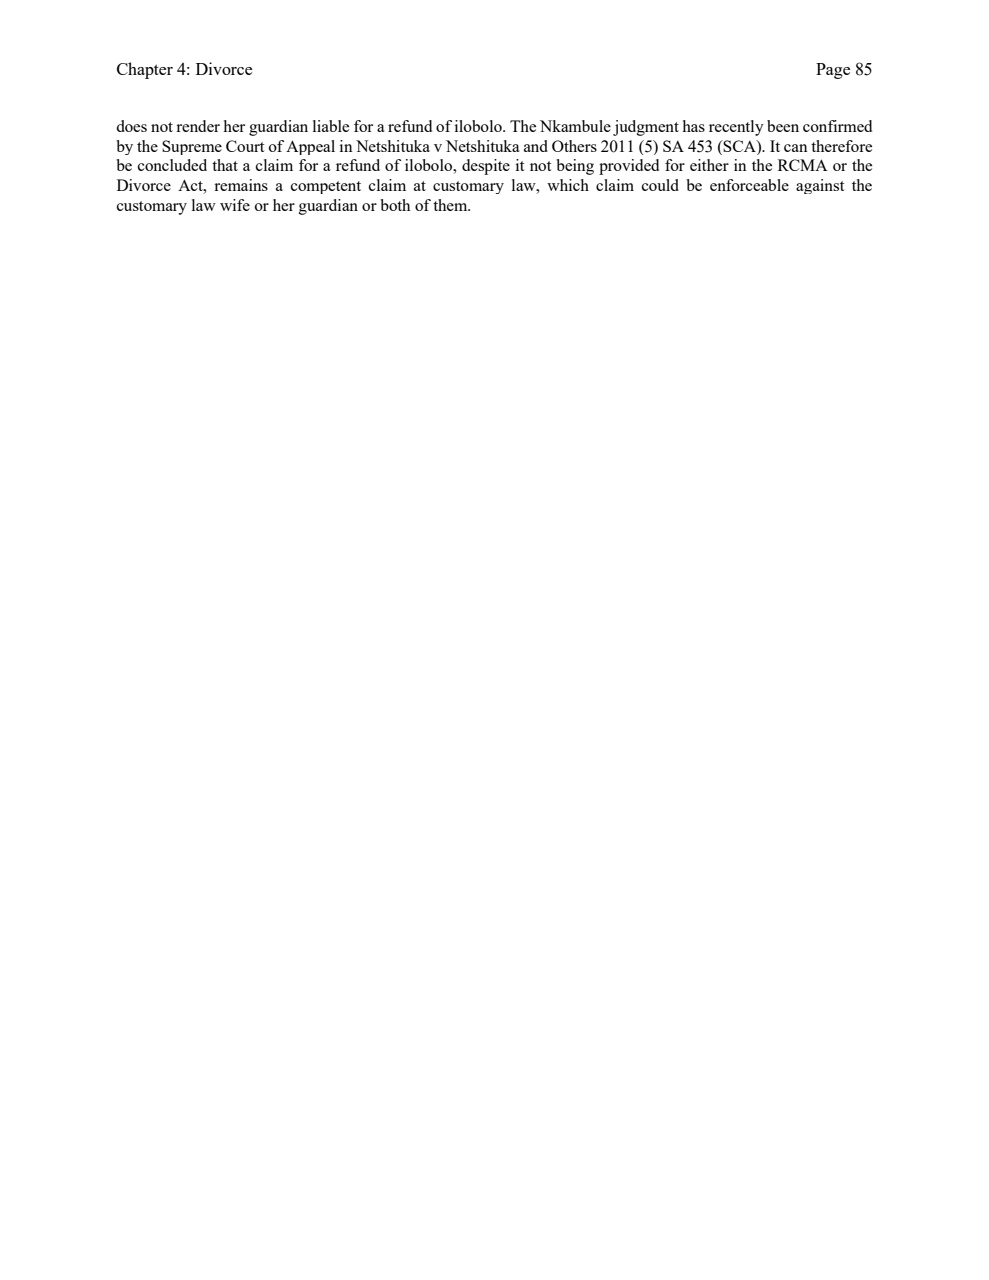 Chapter 4: Divorce Page 85
does not render her guardian liable for a refund of ilobolo. The Nkambule judgment has recently been confirmed
by the Supreme Court of Appeal in Netshituka v Netshituka and Others 2011 (5) SA 453 (SCA). It can therefore
be concluded that a claim for a refund of ilobolo, despite it not being provided for either in the RCMA or the
Divorce Act, remains a competent claim at customary law, which claim could be enforceable against the
customary law wife or her guardian or both of them.